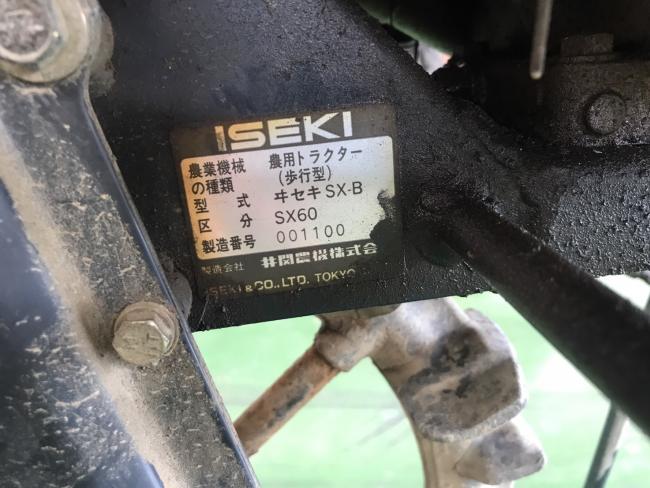 ISEKI
農業機械の種類 農用トラクター(歩行型)
型式 ヰセキ SX-B
区分 SX60
製造番号 001100
製造会社 井関農機株式会
ISEKI & CO., LTD. TOKYO